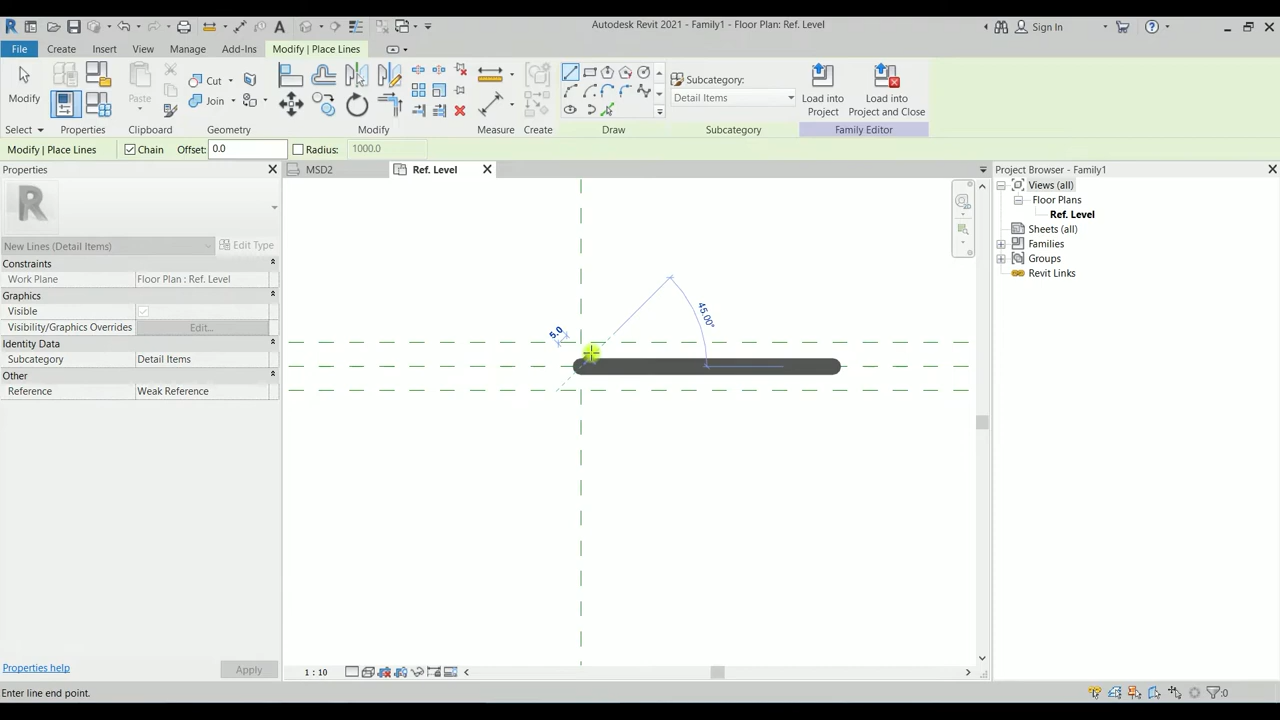 Autodesk Revit 2021 - Family1 - Floor Plan: Ref. Level
Sign In
File Create Insert View Manage Add-Ins Modify | Place Lines
Modify
Paste
Cut
Join
Subcategory:
Detail Items
Load into
Project
Load into
Project and Close
Select Properties Clipboard Geometry Modify Measure Create Draw Subcategory Family Editor
Modify | Place Lines Chain Offset: 0.0 Radius: 1000.0
Properties
MSD2
Ref. Level
Project Browser - Family1
New Lines (Detail Items) Edit Type
Constraints
Work Plane Floor Plan : Ref. Level
Graphics
Visible
Visibility/Graphics Overrides Edit...
Identity Data
Subcategory Detail Items
Other
Reference Weak Reference
5.0
45.00°
Views (all)
Floor Plans
Ref. Level
Sheets (all)
Families
Groups
Revit Links
Properties help Apply
1 : 10
Enter line end point.
:0